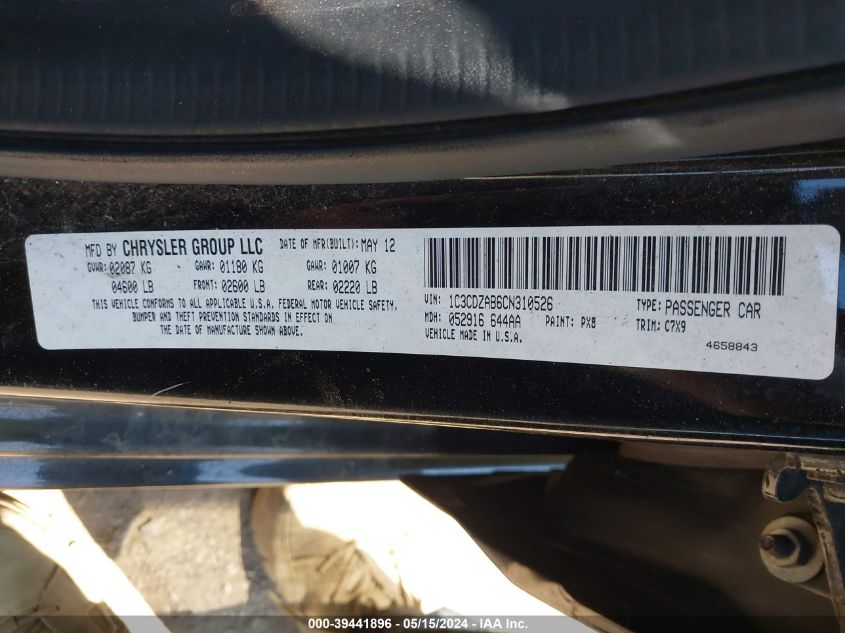 MFD BY CHRYSLER GROUP LLC DATE OF MFR(BUILT): MAY 12
GVWR: 02087 KG GAWR: 01180 KG GAWR: 01007 KG
04600 LB FRONT: 02600 LB REAR: 02220 LB
THIS VEHICLE CONFORMS TO ALL APPLICABLE U.S.A. FEDERAL MOTOR VEHICLE SAFETY,
BUMPER AND THEFT PREVENTION STANDARDS IN EFFECT ON
THE DATE OF MANUFACTURE SHOWN ABOVE.
VIN: 1C3CDZAB6CN310526 TYPE: PASSENGER CAR
MDH: 052916 644AA PAINT: PX8 TRIM: C7X9
VEHICLE MADE IN U.S.A.
4658843
000-39441896 - 05/15/2024 - IAA Inc.